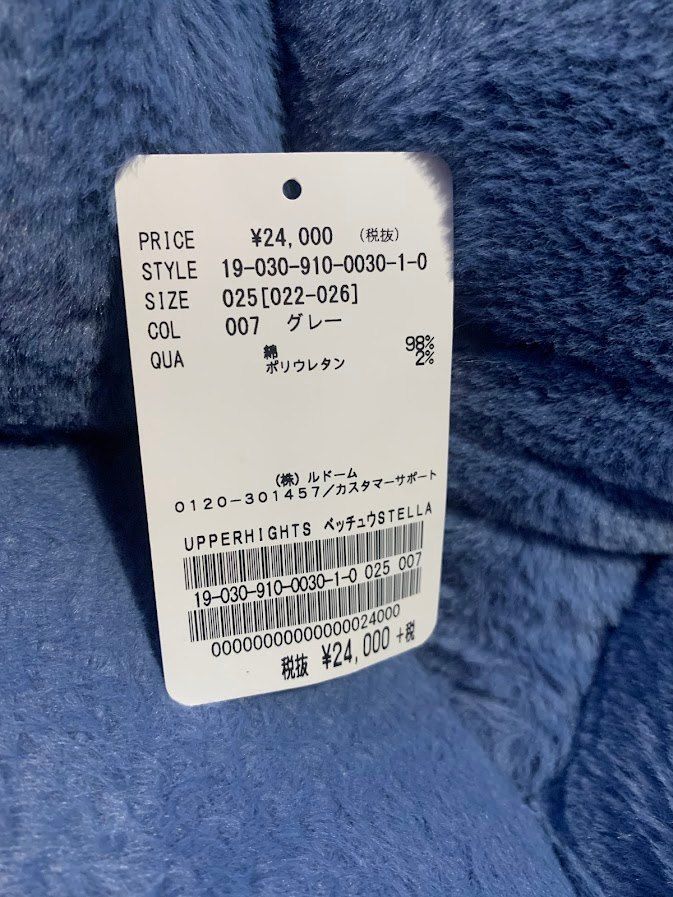 PRICE ¥24,000 (税抜)
STYLE 19-030-910-0030-1-0
SIZE 025[022-026]
COL 007 グレー
QUA 綿 98%
ポリウレタン 2%
(株)ルドーム
0120-301457/カスタマーサポート
UPPERHIGHTS ベッチュウSTELLA
19-030-910-0030-1-0 025 007
00000000000000024000
税抜 ¥24,000 +税